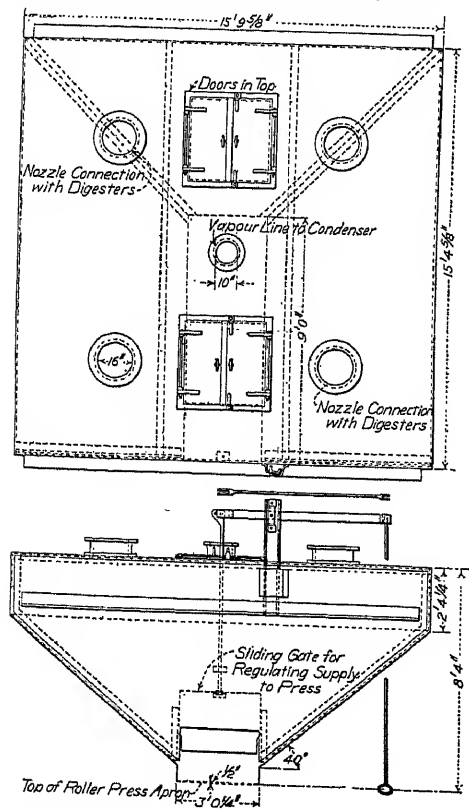 15' 9 5/8"
Doors in Top
Nozzle Connection
with Digesters
Vapour Line to Condenser
10"
15' 4 5/8"
9' 0"
16"
Nozzle Connection
with Digesters
2' 4 1/4"
8' 4"
Sliding Gate for
Regulating Supply
to Press
40°
1/2"
Top of Roller Press Apron
3' 0 1/4"